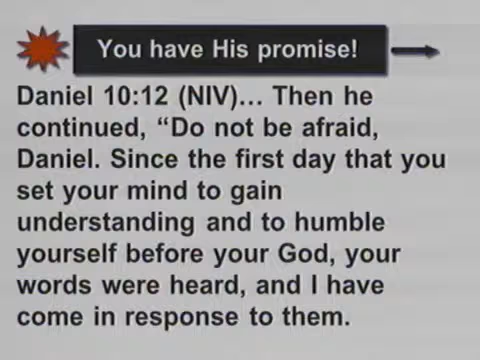 You have His promise!
Daniel 10:12 (NIV)… Then he
continued, “Do not be afraid,
Daniel. Since the first day that you
set your mind to gain
understanding and to humble
yourself before your God, your
words were heard, and I have
come in response to them.